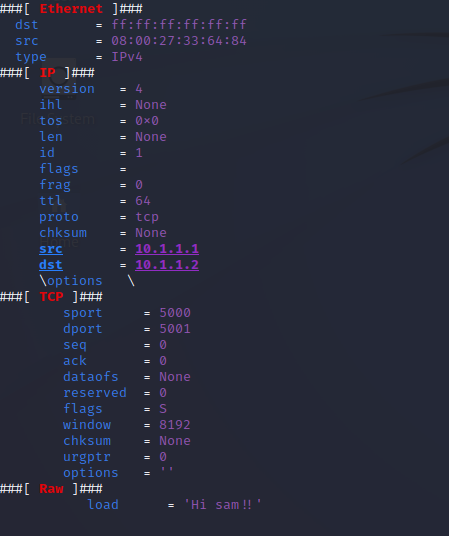 ###[ Ethernet ]###
  dst       = ff:ff:ff:ff:ff:ff
  src       = 08:00:27:33:64:84
  type      = IPv4
###[ IP ]###
     version   = 4
     ihl       = None
     tos       = 0x0
     len       = None
     id        = 1
     flags     =
     frag      = 0
     ttl       = 64
     proto     = tcp
     chksum    = None
     src       = 10.1.1.1
     dst       = 10.1.1.2
     \options   \
###[ TCP ]###
        sport     = 5000
        dport     = 5001
        seq       = 0
        ack       = 0
        dataofs   = None
        reserved  = 0
        flags     = S
        window    = 8192
        chksum    = None
        urgptr    = 0
        options   = ''
###[ Raw ]###
           load      = 'Hi sam!!'